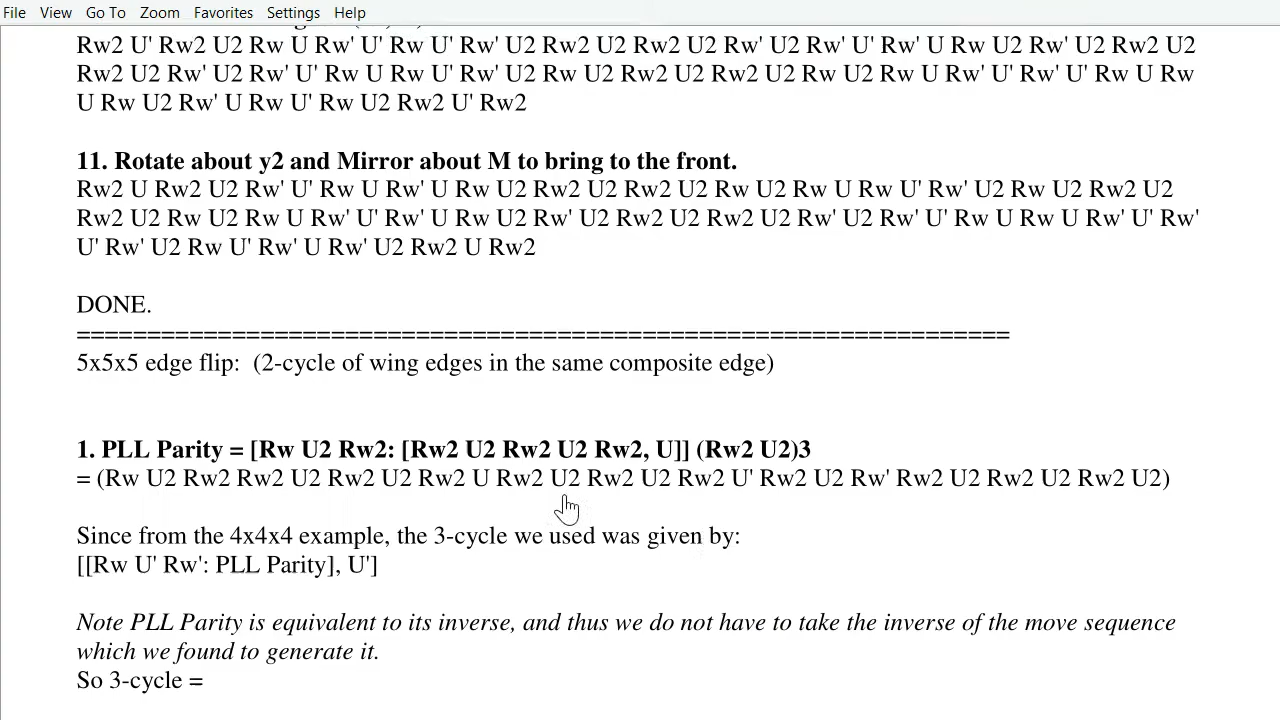 File View Go To Zoom Favorites Settings Help
Rw2 U' Rw2 U2 Rw U Rw' U' Rw U' Rw' U2 Rw2 U2 Rw2 U2 Rw' U2 Rw' U' Rw' U Rw U2 Rw' U2 Rw2 U2
Rw2 U2 Rw' U2 Rw' U' Rw U Rw U' Rw' U2 Rw U2 Rw2 U2 Rw2 U2 Rw U2 Rw U Rw' U' Rw' U' Rw U Rw
U Rw U2 Rw' U Rw U' Rw U2 Rw2 U' Rw2
11. Rotate about y2 and Mirror about M to bring to the front.
Rw2 U Rw2 U2 Rw' U' Rw U Rw' U Rw U2 Rw2 U2 Rw2 U2 Rw U2 Rw U Rw U' Rw' U2 Rw U2 Rw2 U2
Rw2 U2 Rw U2 Rw U Rw' U' Rw' U Rw U2 Rw' U2 Rw2 U2 Rw2 U2 Rw' U2 Rw' U' Rw U Rw U Rw' U' Rw'
U' Rw' U2 Rw U' Rw' U Rw' U2 Rw2 U Rw2
DONE.
==================================================================
5x5x5 edge flip: (2-cycle of wing edges in the same composite edge)
1. PLL Parity = [Rw U2 Rw2: [Rw2 U2 Rw2 U2 Rw2, U]] (Rw2 U2)3
= (Rw U2 Rw2 Rw2 U2 Rw2 U2 Rw2 U Rw2 U2 Rw2 U2 Rw2 U' Rw2 U2 Rw' Rw2 U2 Rw2 U2 Rw2 U2)
Since from the 4x4x4 example, the 3-cycle we used was given by:
[[Rw U' Rw': PLL Parity], U']
Note PLL Parity is equivalent to its inverse, and thus we do not have to take the inverse of the move sequence
which we found to generate it.
So 3-cycle =